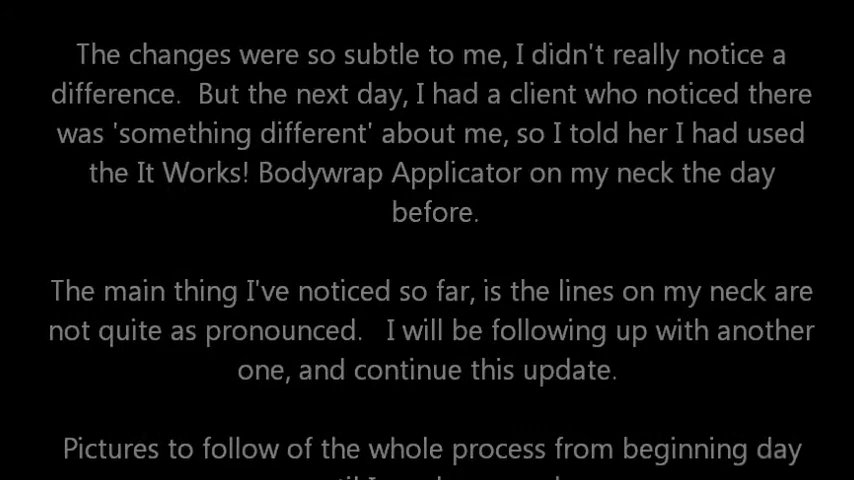 The changes were so subtle to me, I didn't really notice a
difference.  But the next day, I had a client who noticed there
was 'something different' about me, so I told her I had used
the It Works! Bodywrap Applicator on my neck the day
before.
The main thing I've noticed so far, is the lines on my neck are
not quite as pronounced.   I will be following up with another
one, and continue this update.
Pictures to follow of the whole process from beginning day